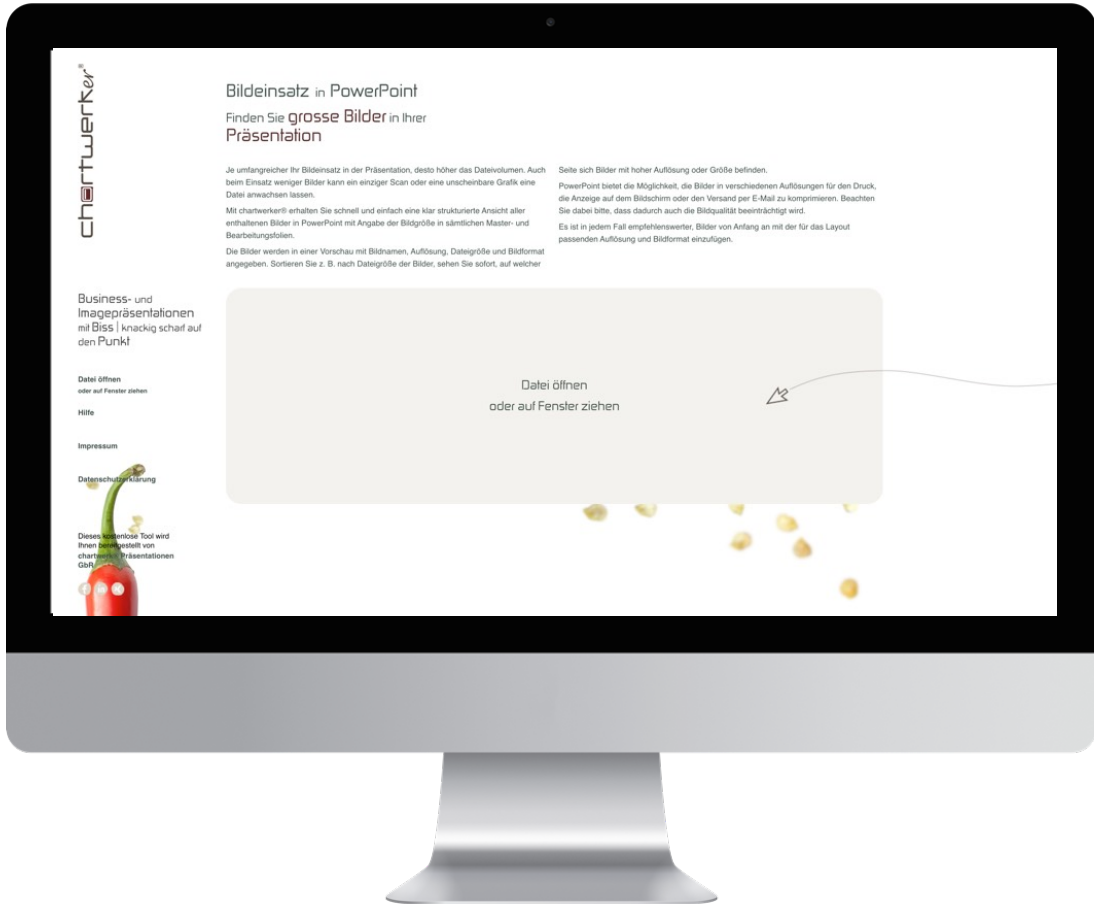 chartwerker®
Bildeinsatz in PowerPoint
Finden Sie grosse Bilder in Ihrer
Präsentation
Je umfangreicher Ihr Bildeinsatz in der Präsentation, desto höher das Dateivolumen. Auch
beim Einsatz weniger Bilder kann ein einziger Scan oder eine unscheinbare Grafik eine
Datei anwachsen lassen.
Mit chartwerker® erhalten Sie schnell und einfach eine klar strukturierte Ansicht aller
enthaltenen Bilder in PowerPoint mit Angabe der Bildgröße in sämtlichen Master- und
Bearbeitungsfolien.
Die Bilder werden in einer Vorschau mit Bildnamen, Auflösung, Dateigröße und Bildformat
angegeben. Sortieren Sie z. B. nach Dateigröße der Bilder, sehen Sie sofort, auf welcher
Seite sich Bilder mit hoher Auflösung oder Größe befinden.
PowerPoint bietet die Möglichkeit, die Bilder in verschiedenen Auflösungen für den Druck,
die Anzeige auf dem Bildschirm oder den Versand per E-Mail zu komprimieren. Beachten
Sie dabei bitte, dass dadurch auch die Bildqualität beeinträchtigt wird.
Es ist in jedem Fall empfehlenswerter, Bilder von Anfang an mit der für das Layout
passenden Auflösung und Bildformat einzufügen.
Business- und
Imagepräsentationen
mit Biss | knackig scharf auf
den Punkt
Datei öffnen
oder auf Fenster ziehen
Hilfe
Impressum
Datenschutzerklärung
Dieses kostenlose Tool wird
Ihnen bereitgestellt von
chartwerker Präsentationen
GbR
Datei öffnen
oder auf Fenster ziehen